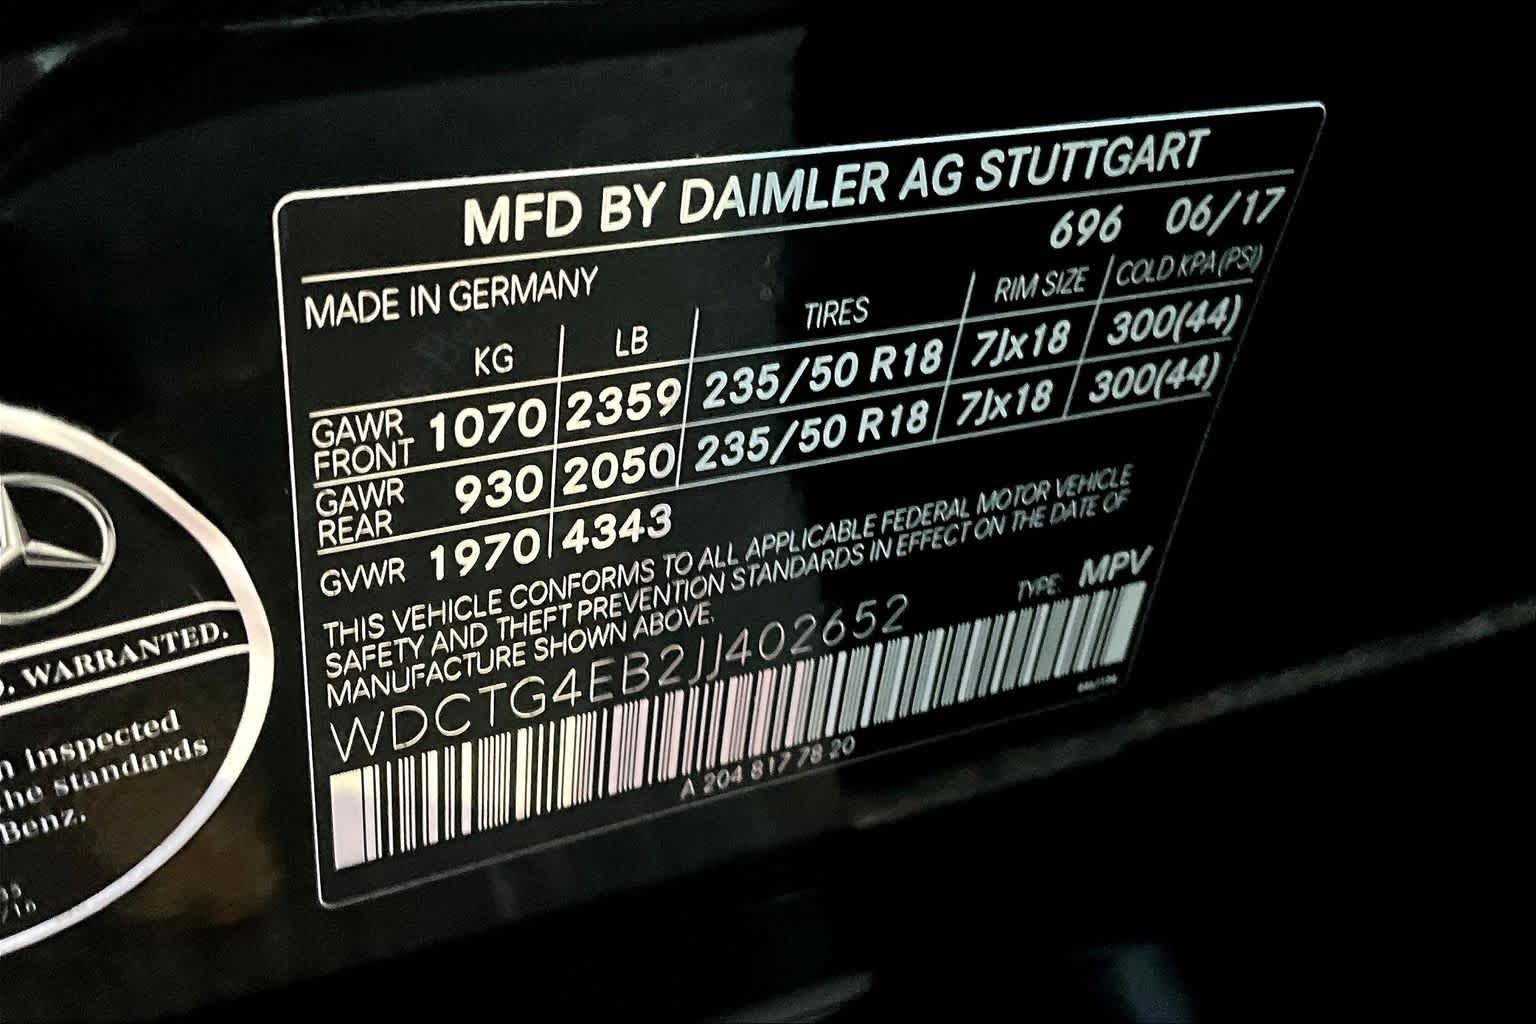 MFD BY DAIMLER AG STUTTGART
696 06/17
MADE IN GERMANY
KG LB TIRES RIM SIZE COLD KPA (PSI)
GAWR FRONT 1070 2359 235/50 R18 7Jx18 300(44)
GAWR REAR 930 2050 235/50 R18 7Jx18 300(44)
GVWR 1970 4343
THIS VEHICLE CONFORMS TO ALL APPLICABLE FEDERAL MOTOR VEHICLE
SAFETY AND THEFT PREVENTION STANDARDS IN EFFECT ON THE DATE OF
MANUFACTURE SHOWN ABOVE.
TYPE: MPV
WDCTG4EB2JJ402652
A 204 817 78 20
WARRANTED.
inspected
standards
Benz.